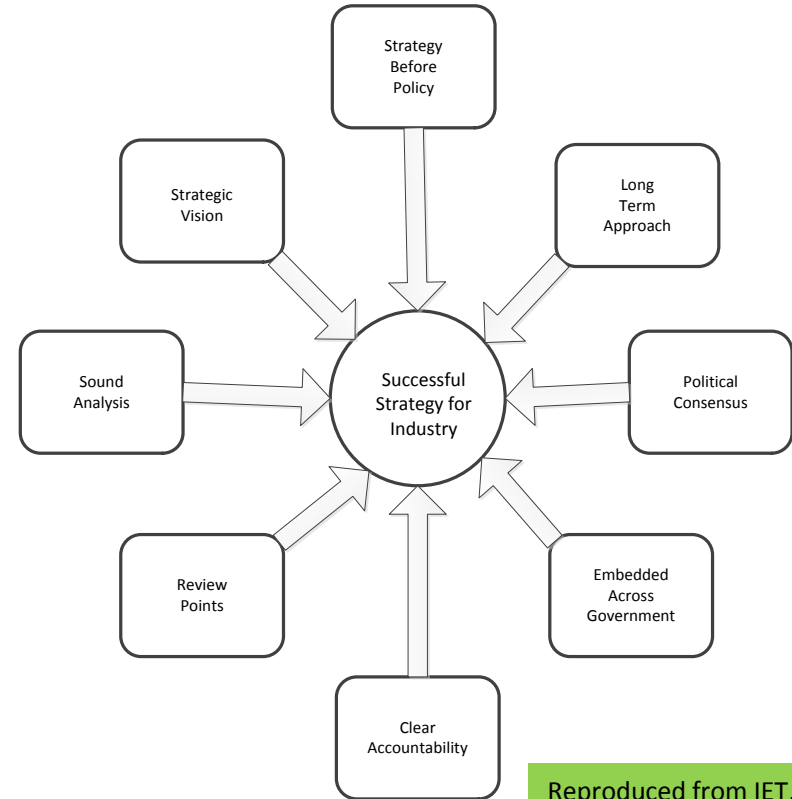 Strategy
Before
Policy
Strategic
Vision
Long
Term
Approach
Sound
Analysis
Successful
Strategy for
Industry
Political
Consensus
Review
Points
Embedded
Across
Government
Clear
Accountability
Reproduced from IET.